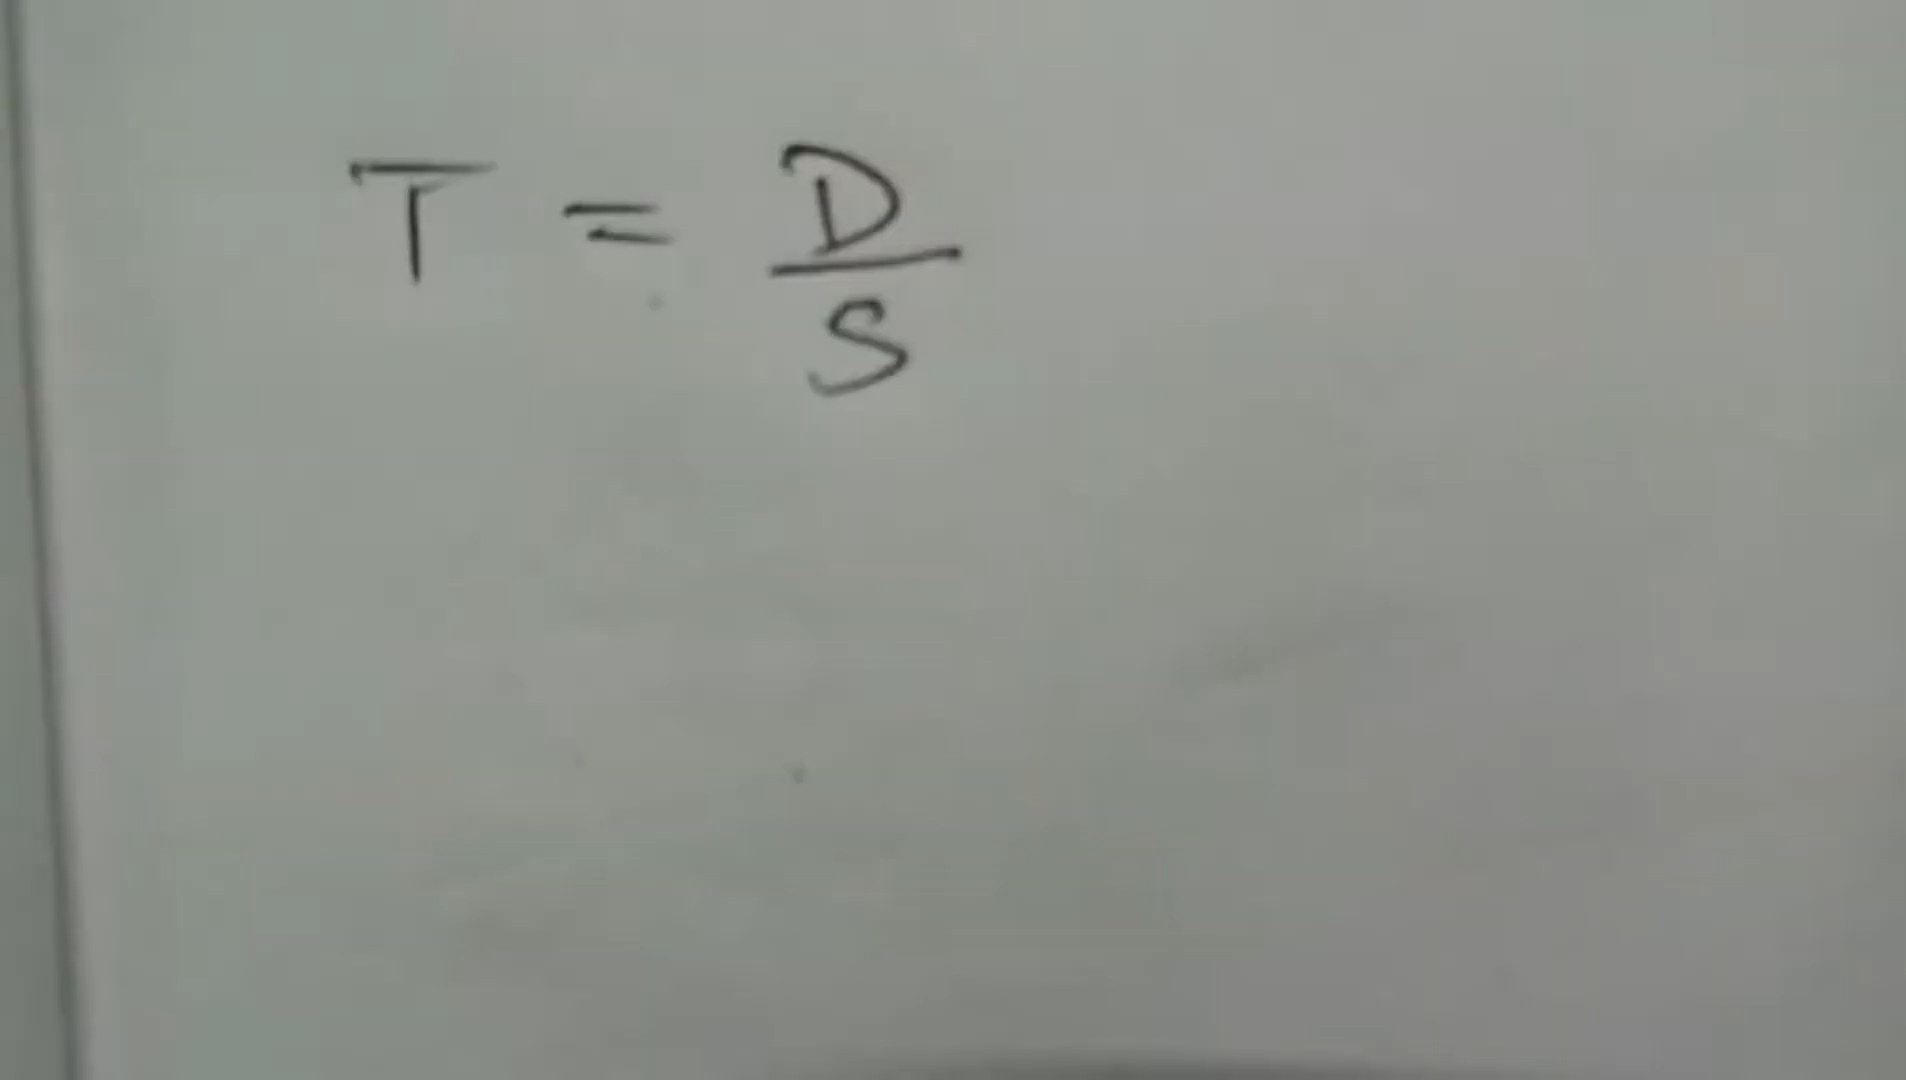 T = D/S